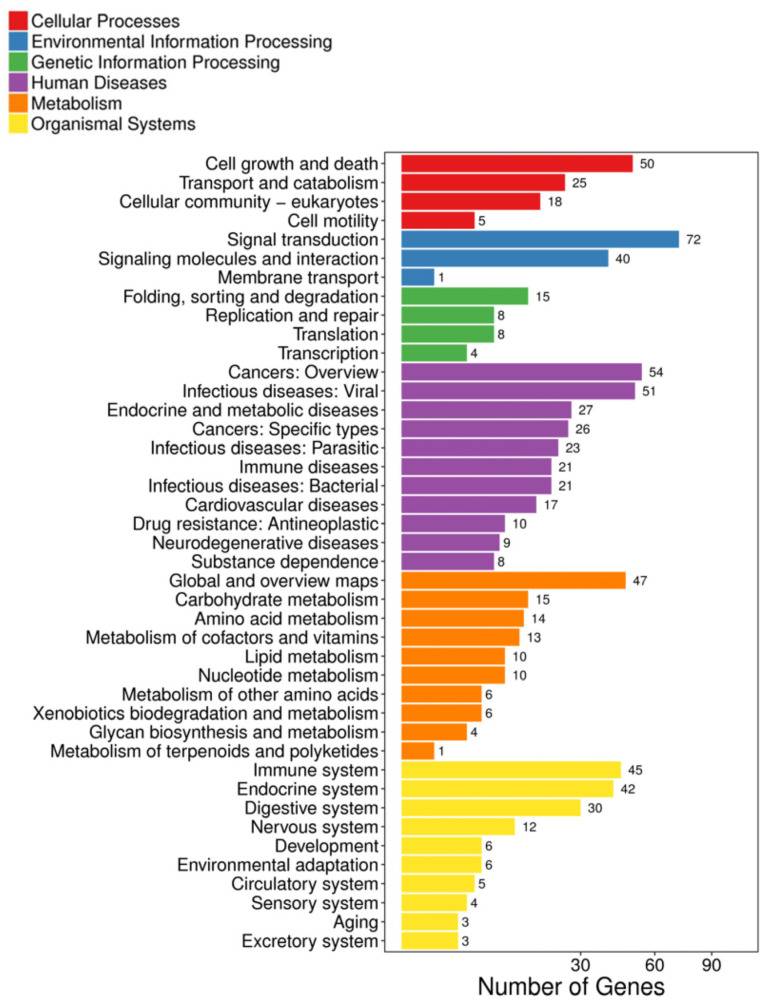 Cellular Processes
Environmental Information Processing
Genetic Information Processing
Human Diseases
Metabolism
Organismal Systems
Cell growth and death 50
Transport and catabolism 25
Cellular community − eukaryotes 18
Cell motility 5
Signal transduction 72
Signaling molecules and interaction 40
Membrane transport 1
Folding, sorting and degradation 15
Replication and repair 8
Translation 8
Transcription 4
Cancers: Overview 54
Infectious diseases: Viral 51
Endocrine and metabolic diseases 27
Cancers: Specific types 26
Infectious diseases: Parasitic 23
Immune diseases 21
Infectious diseases: Bacterial 21
Cardiovascular diseases 17
Drug resistance: Antineoplastic 10
Neurodegenerative diseases 9
Substance dependence 8
Global and overview maps 47
Carbohydrate metabolism 15
Amino acid metabolism 14
Metabolism of cofactors and vitamins 13
Lipid metabolism 10
Nucleotide metabolism 10
Metabolism of other amino acids 6
Xenobiotics biodegradation and metabolism 6
Glycan biosynthesis and metabolism 4
Metabolism of terpenoids and polyketides 1
Immune system 45
Endocrine system 42
Digestive system 30
Nervous system 12
Development 6
Environmental adaptation 6
Circulatory system 5
Sensory system 4
Aging 3
Excretory system 3
30 60 90
Number of Genes